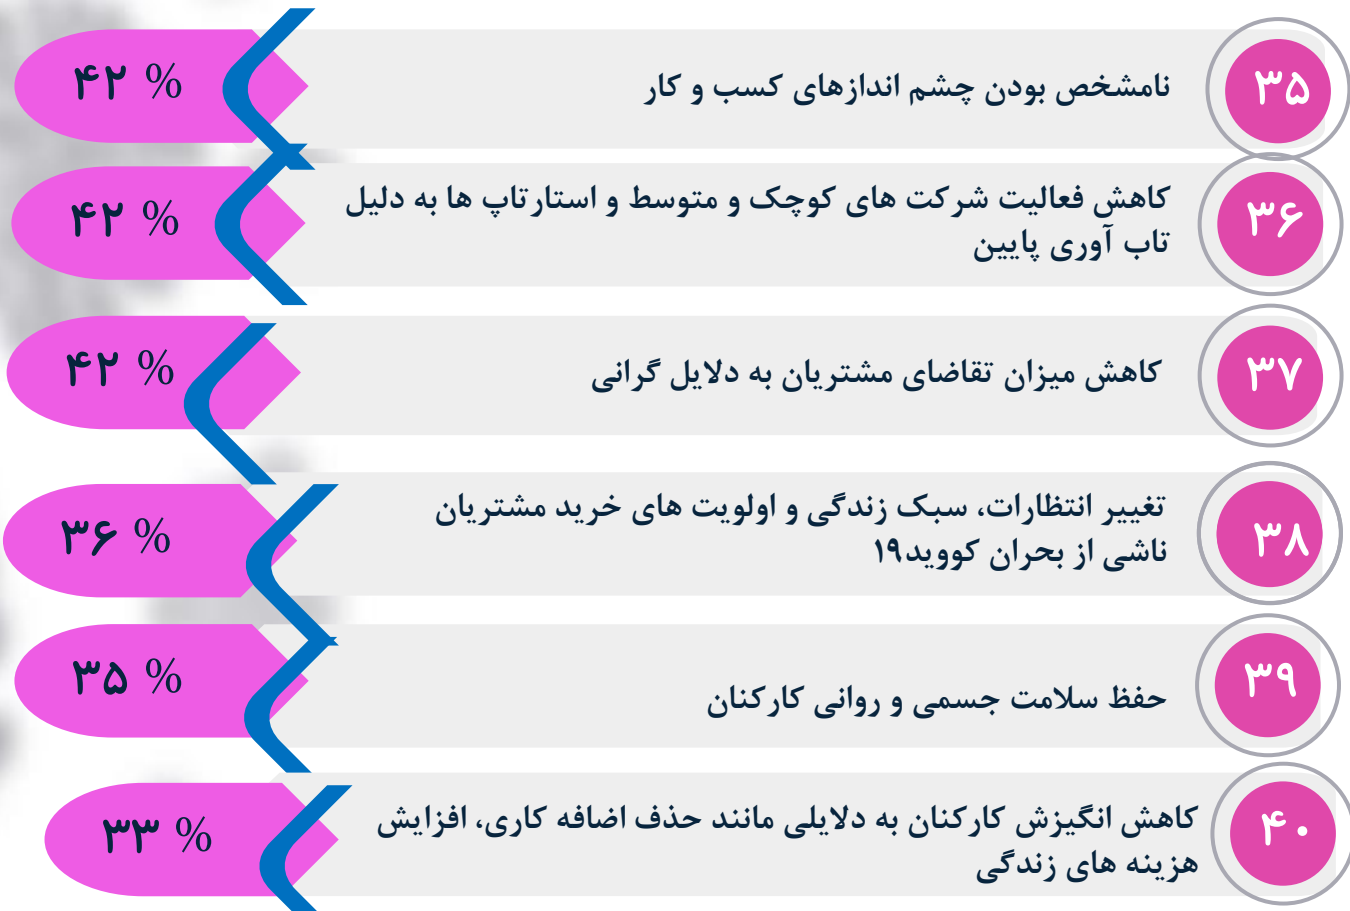 ۳۵
نامشخص بودن چشم اندازهای کسب و کار
۴۲ %
۳۶
کاهش فعالیت شرکت های کوچک و متوسط و استارتاپ ها به دلیل
تاب آوری پایین
۴۲ %
۳۷
کاهش میزان تقاضای مشتریان به دلایل گرانی
۴۲ %
۳۸
تغییر انتظارات، سبک زندگی و اولویت های خرید مشتریان
ناشی از بحران کووید۱۹
۳۶ %
۳۹
حفظ سلامت جسمی و روانی کارکنان
۳۵ %
۴۰
کاهش انگیزش کارکنان به دلایلی مانند حذف اضافه کاری، افزایش
هزینه های زندگی
۳۳ %